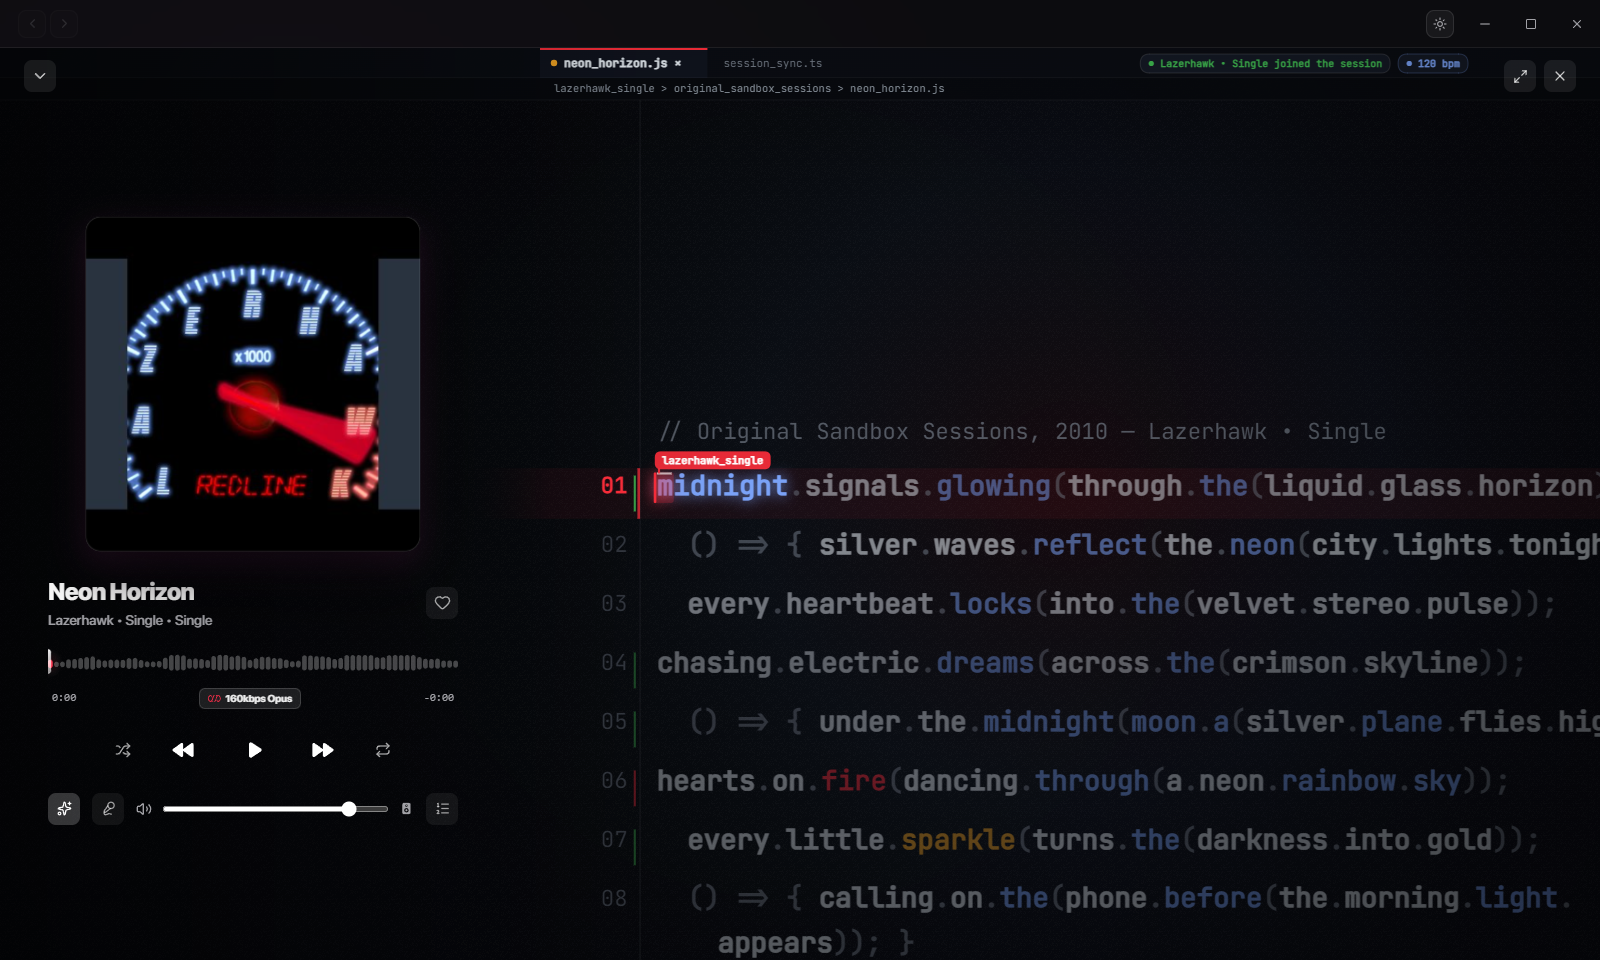 neon_horizon.js ×
session_sync.ts
Lazerhawk • Single joined the session
120 bpm
lazerhawk_single > original_sandbox_sessions > neon_horizon.js
L A Z E R H A W K
x1000
REDLINE
Neon Horizon
Lazerhawk • Single • Single
0:00
160kbps Opus
-0:00
// Original Sandbox Sessions, 2010 — Lazerhawk • Single
lazerhawk_single
01 midnight.signals.glowing(through.the(liquid.glass.horizon)
02 () => { silver.waves.reflect(the.neon(city.lights.tonigh
03 every.heartbeat.locks(into.the(velvet.stereo.pulse));
04 chasing.electric.dreams(across.the(crimson.skyline));
05 () => { under.the.midnight(moon.a(silver.plane.flies.hig
06 hearts.on.fire(dancing.through(a.neon.rainbow.sky));
07 every.little.sparkle(turns.the(darkness.into.gold));
08 () => { calling.on.the(phone.before(the.morning.light.
appears)); }